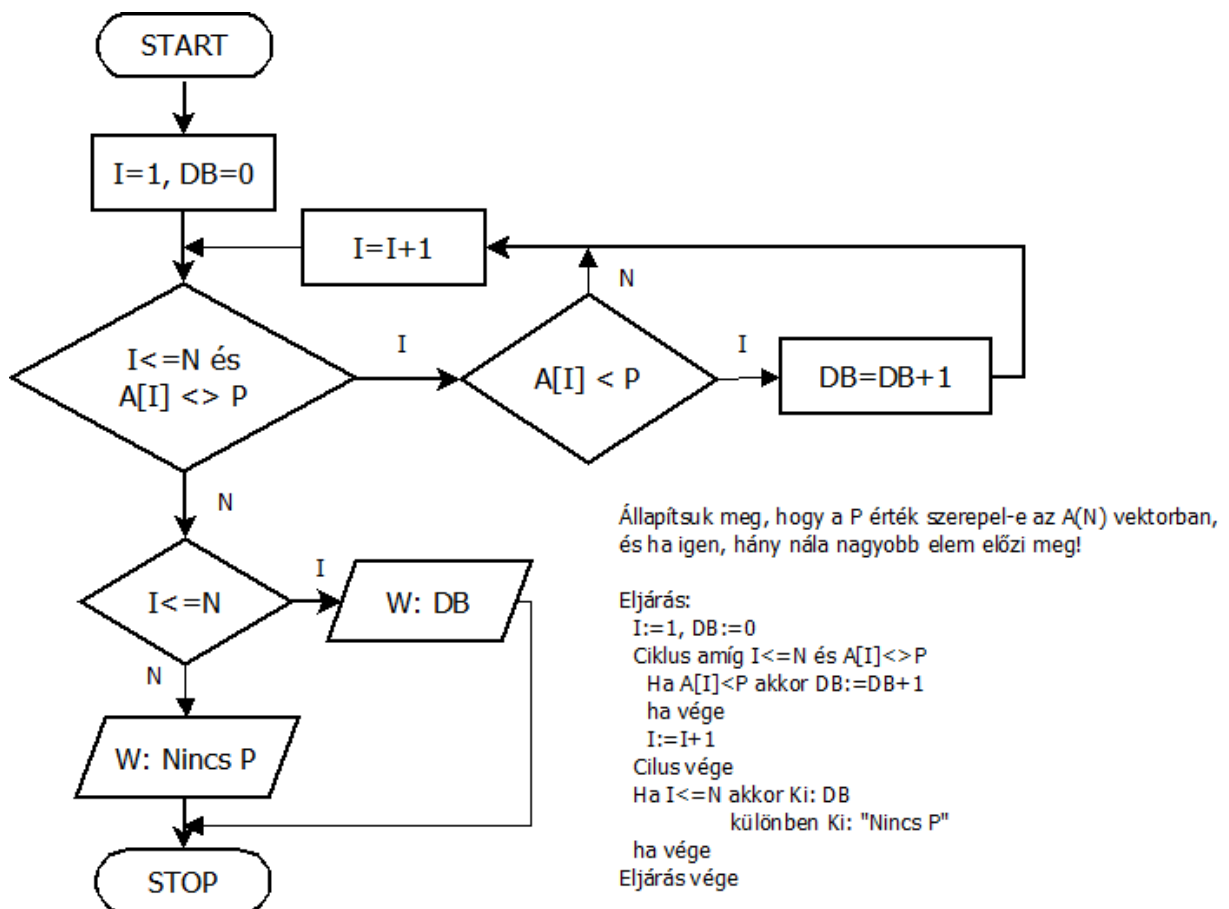 START
I=1, DB=0
I=I+1
N
I<=N és
A[I] <> P
I
A[I] < P
I
DB=DB+1
N
Állapítsuk meg, hogy a P érték szerepel-e az A(N) vektorban,
és ha igen, hány nála nagyobb elem előzi meg!
I<=N
I
W: DB
N
W: Nincs P
STOP
Eljárás:
I:=1, DB:=0
Ciklus amíg I<=N és A[I]<>P
Ha A[I]<P akkor DB:=DB+1
ha vége
I:=I+1
Cilus vége
Ha I<=N akkor Ki: DB
különben Ki: "Nincs P"
ha vége
Eljárás vége